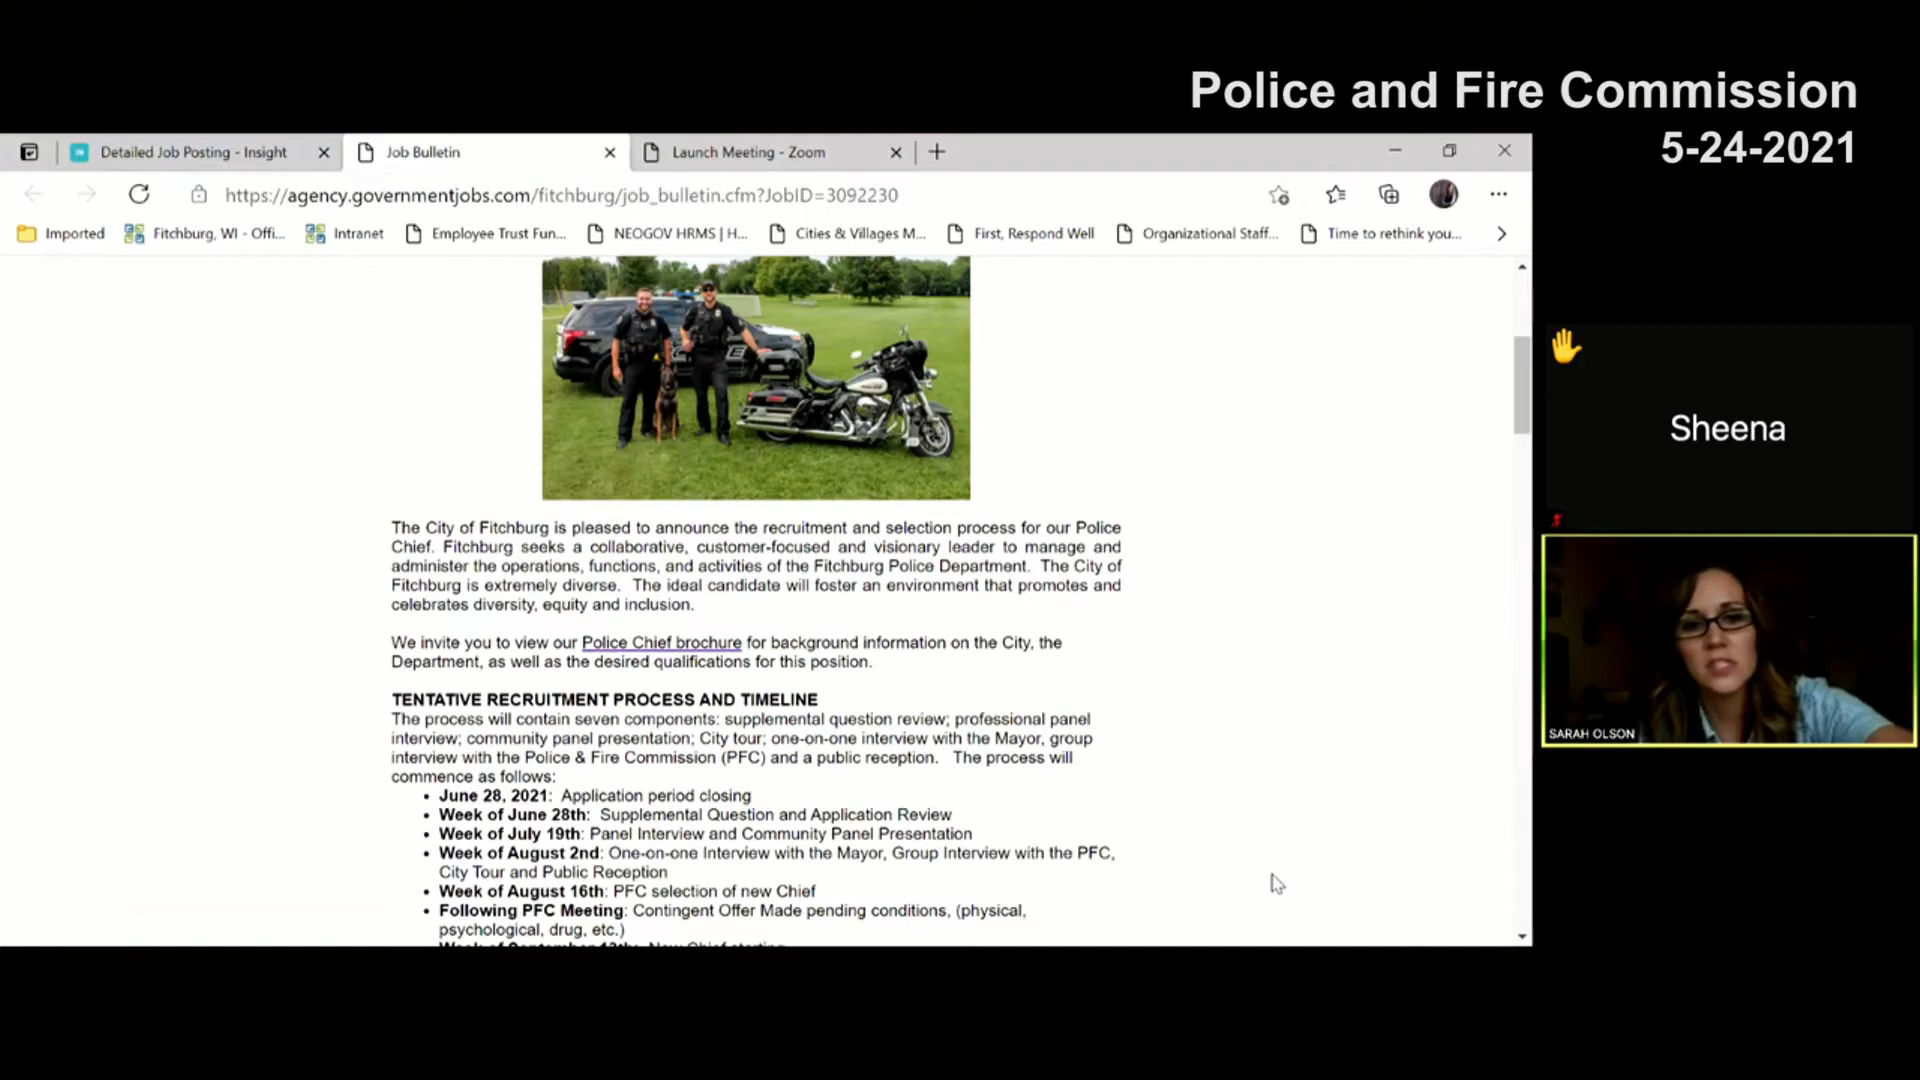 Police and Fire Commission
5-24-2021
Detailed Job Posting - Insight
Job Bulletin
Launch Meeting - Zoom
https://agency.governmentjobs.com/fitchburg/job_bulletin.cfm?JobID=3092230
Imported
Fitchburg, WI - Offi...
Intranet
Employee Trust Fun...
NEOGOV HRMS | H...
Cities & Villages M...
First, Respond Well
Organizational Staff...
Time to rethink you...
Sheena
The City of Fitchburg is pleased to announce the recruitment and selection process for our Police
Chief. Fitchburg seeks a collaborative, customer-focused and visionary leader to manage and
administer the operations, functions, and activities of the Fitchburg Police Department. The City of
Fitchburg is extremely diverse. The ideal candidate will foster an environment that promotes and
celebrates diversity, equity and inclusion.
We invite you to view our Police Chief brochure for background information on the City, the
Department, as well as the desired qualifications for this position.
TENTATIVE RECRUITMENT PROCESS AND TIMELINE
The process will contain seven components: supplemental question review; professional panel
interview; community panel presentation; City tour; one-on-one interview with the Mayor, group
interview with the Police & Fire Commission (PFC) and a public reception. The process will
commence as follows:
• June 28, 2021: Application period closing
• Week of June 28th: Supplemental Question and Application Review
• Week of July 19th: Panel Interview and Community Panel Presentation
• Week of August 2nd: One-on-one Interview with the Mayor, Group Interview with the PFC,
City Tour and Public Reception
• Week of August 16th: PFC selection of new Chief
• Following PFC Meeting: Contingent Offer Made pending conditions, (physical,
psychological, drug, etc.)
SARAH OLSON